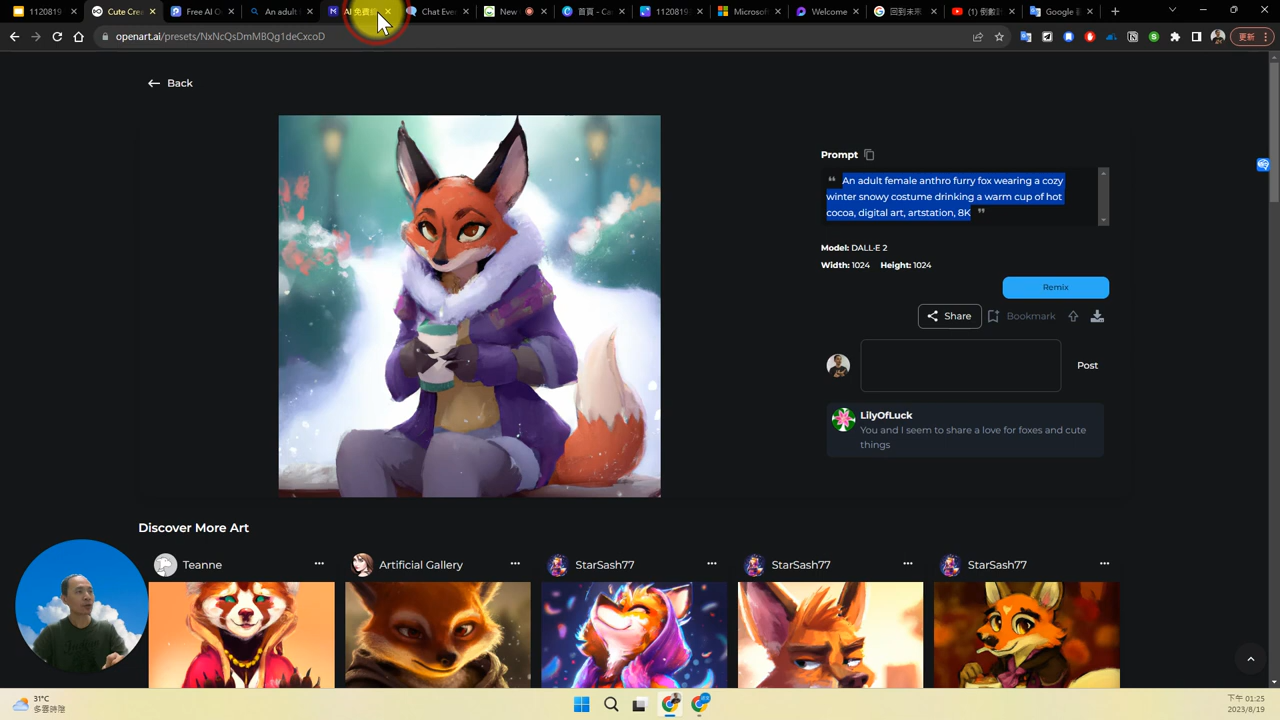 1120819
Cute Cre
Free AI C
An adult
AI 免費
Chat Eve
New
首頁 - Ca
1120819
Microsof
Welcome
回到未來
(1) 倒數
Google
openart.ai/presets/NxNcQsDmMBQg1deCxcoD
更新
Back
Prompt
❝ An adult female anthro furry fox wearing a cozy
winter snowy costume drinking a warm cup of hot
cocoa, digital art, artstation, 8K ❞
Model: DALL-E 2
Width: 1024 Height: 1024
Remix
Share Bookmark
Post
LilyOfLuck
You and I seem to share a love for foxes and cute
things
Discover More Art
Teanne
Artificial Gallery
StarSash77
StarSash77
StarSash77
31°C
多雲時陰
下午 01:25
2023/8/19